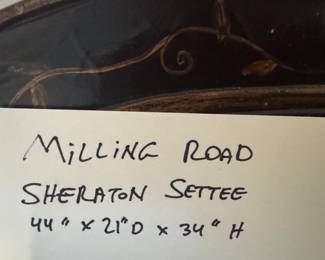 MiLLiNG ROAD
SHERATON SETTEE
44" x 21"D x 34" H